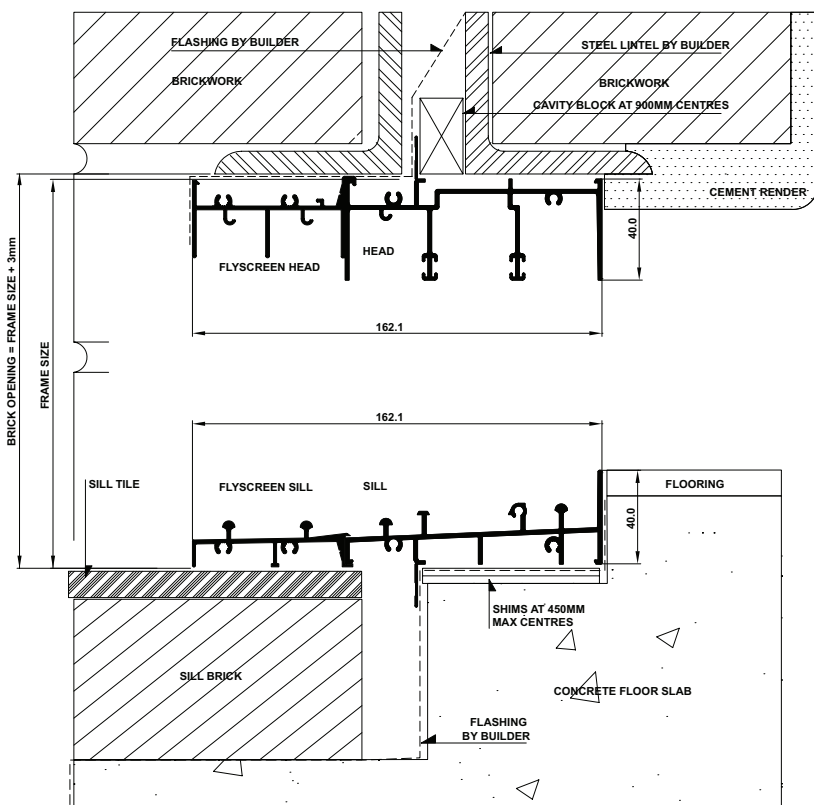 FLASHING BY BUILDER
STEEL LINTEL BY BUILDER
BRICKWORK
BRICKWORK
CAVITY BLOCK AT 900MM CENTRES
CEMENT RENDER
40.0
HEAD
FLYSCREEN HEAD
162.1
BRICK OPENING = FRAME SIZE + 3mm
FRAME SIZE
162.1
SILL TILE
FLYSCREEN SILL
SILL
FLOORING
40.0
SHIMS AT 450MM
MAX CENTRES
SILL BRICK
CONCRETE FLOOR SLAB
FLASHING
BY BUILDER